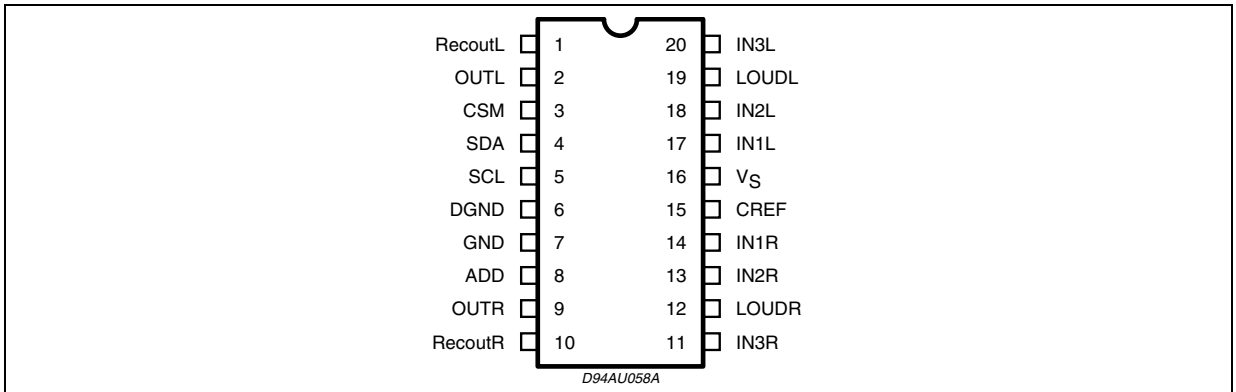 RecoutL 1 20 IN3L
OUTL 2 19 LOUDL
CSM 3 18 IN2L
SDA 4 17 IN1L
SCL 5 16 VS
DGND 6 15 CREF
GND 7 14 IN1R
ADD 8 13 IN2R
OUTR 9 12 LOUDR
RecoutR 10 11 IN3R
D94AU058A